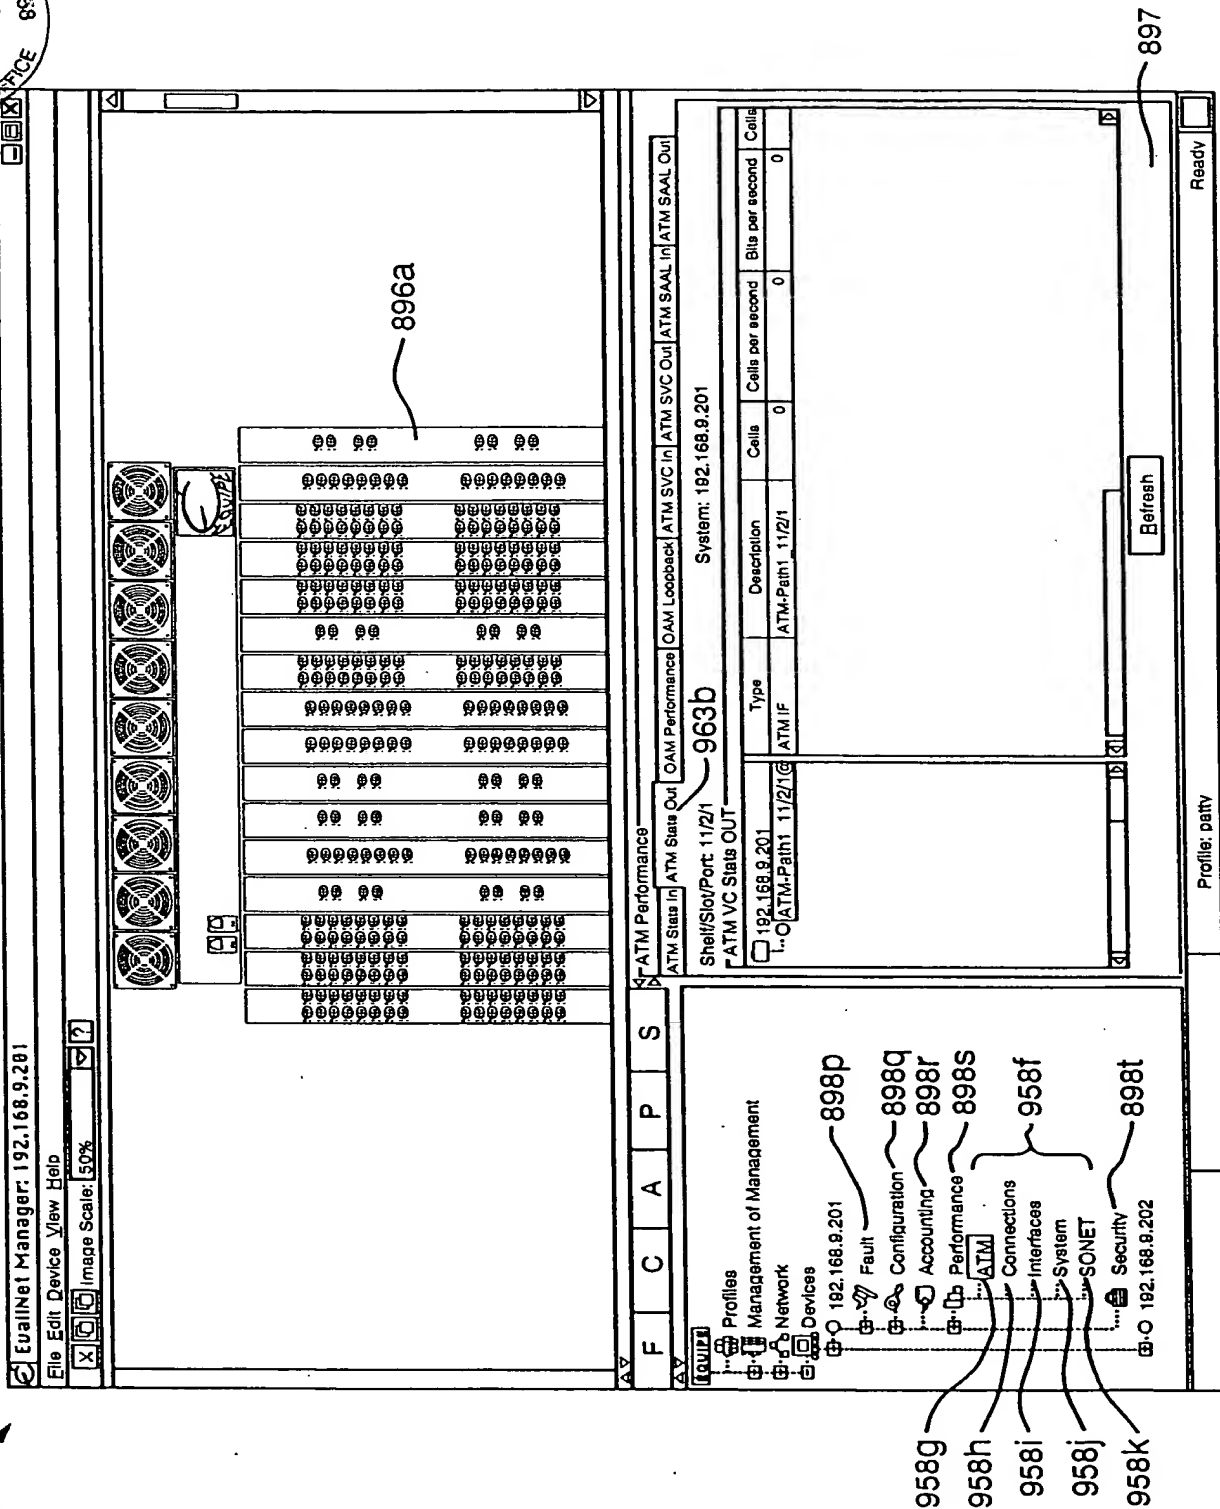 FICE
EualiNet Manager: 192.168.9.201
File Edit Device View Help
Image Scale: 50% ?
EQUIPE
896a
F C A P S
EQUIPE
Profiles
Management of Management
Network
Devices
192.168.9.201
Fault
Configuration
Accounting
Performance
ATM
Connections
Interfaces
System
SONET
Security
192.168.9.202
898p
898q
898r
898s
958f
898t
958g
958h
958i
958j
958k
ATM Performance
ATM Stats In ATM Stats Out OAM Performance OAM Loopback ATM SVC In ATM SVC Out ATM SAAL In ATM SAAL Out
963b
Shelf/Slot/Port: 11/2/1 System: 192.168.9.201
ATM VC Stats OUT
192.168.9.201
ATM-Path1 11/2/1
Type Description Cells Cells per second Bits per second Cells
ATM IF ATM-Path1 11/2/1 0 0 0
Refresh
897
Profile: patty Ready